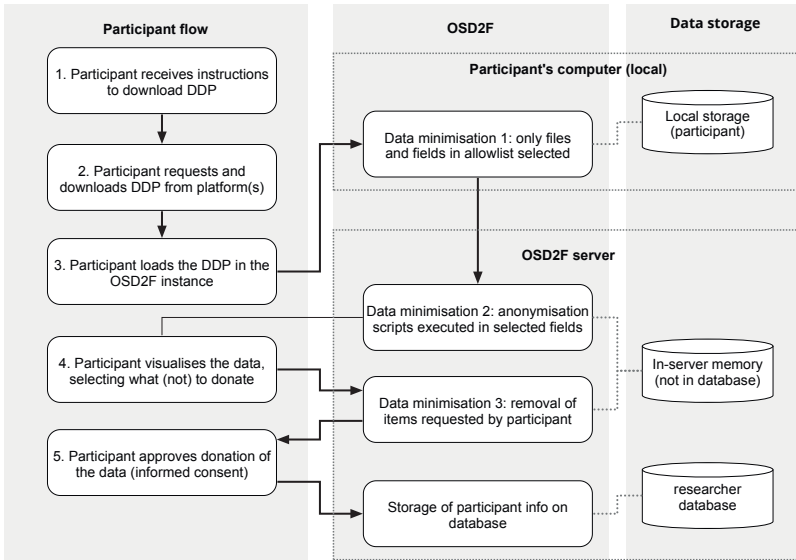 Participant flow
OSD2F
Data storage
Participant's computer (local)
1. Participant receives instructions
to download DDP
Data minimisation 1: only files
and fields in allowlist selected
Local storage
(participant)
2. Participant requests and
downloads DDP from platform(s)
3. Participant loads the DDP in the
OSD2F instance
OSD2F server
Data minimisation 2: anonymisation
scripts executed in selected fields
4. Participant visualises the data,
selecting what (not) to donate
In-server memory
(not in database)
Data minimisation 3: removal of
items requested by participant
5. Participant approves donation of
the data (informed consent)
Storage of participant info on
database
researcher
database